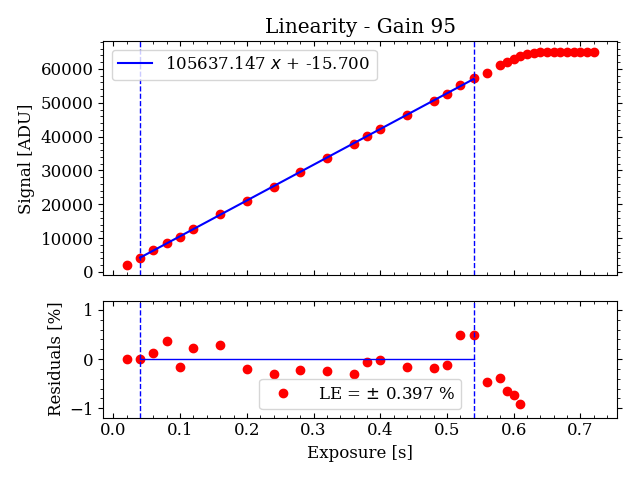 Linearity - Gain 95
105637.147 x + -15.700
Signal [ADU]
60000
50000
40000
30000
20000
10000
0
Residuals [%]
1
0
−1
LE = ± 0.397 %
0.0 0.1 0.2 0.3 0.4 0.5 0.6 0.7
Exposure [s]